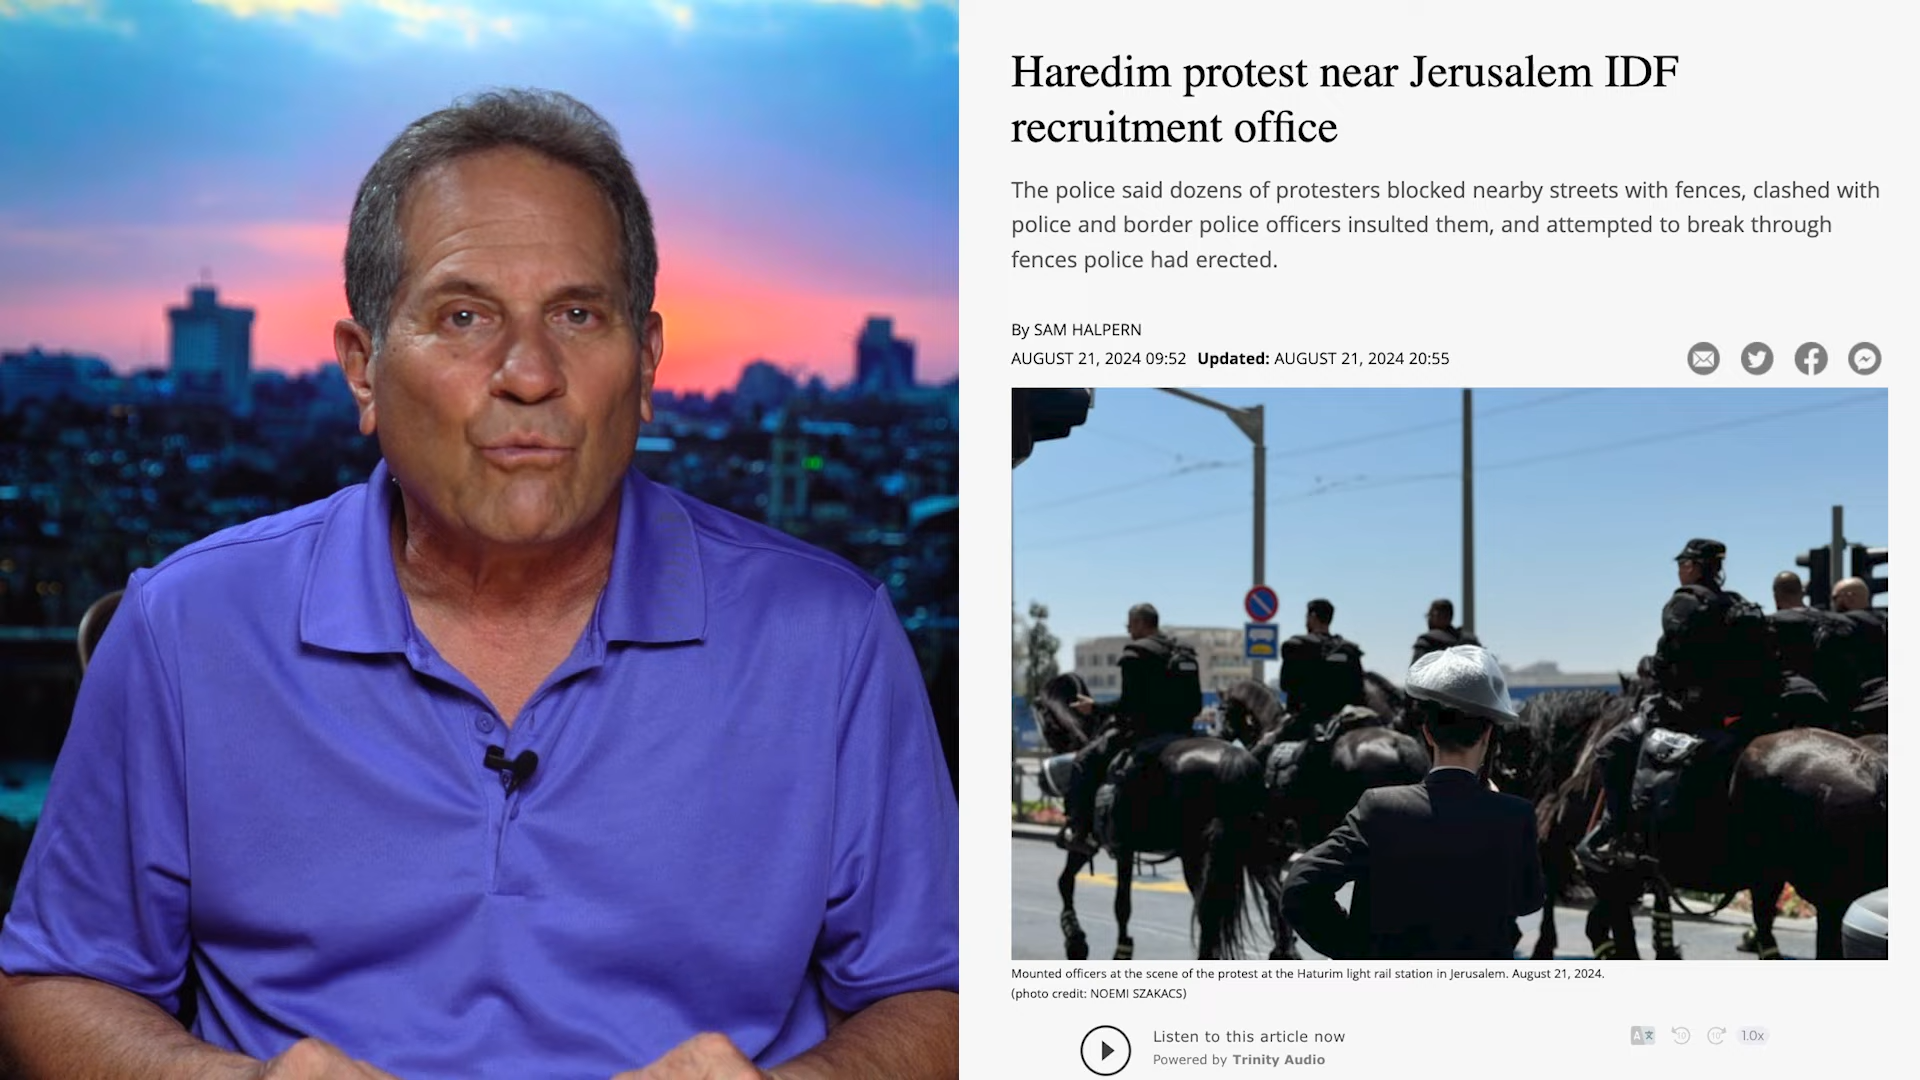 Haredim protest near Jerusalem IDF
recruitment office
The police said dozens of protesters blocked nearby streets with fences, clashed with
police and border police officers insulted them, and attempted to break through
fences police had erected.
By SAM HALPERN
AUGUST 21, 2024 09:52 Updated: AUGUST 21, 2024 20:55
Mounted officers at the scene of the protest at the Haturim light rail station in Jerusalem. August 21, 2024.
(photo credit: NOEMI SZAKACS)
Listen to this article now
Powered by Trinity Audio
1.0x